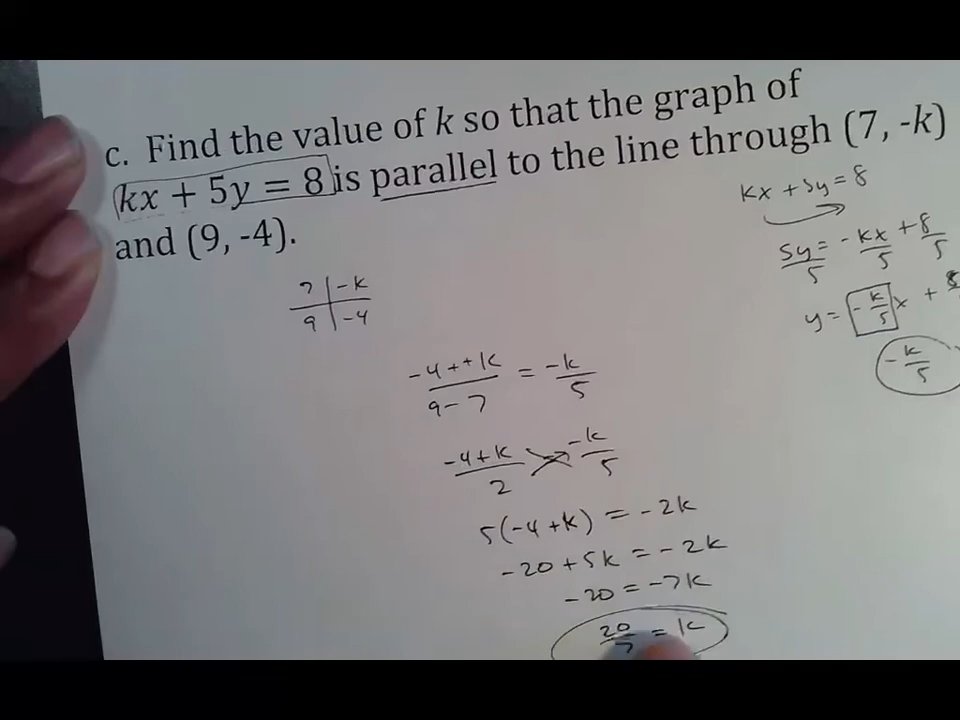 c. Find the value of k so that the graph of
kx + 5y = 8 is parallel to the line through (7, -k)
and (9, -4).
kx + 5y = 8
5y/5 = -kx/5 + 8/5
y = -k/5 x +
-k/5
7 | -k
9 | -4
-4 + + k / 9 - 7 = -k/5
-4 + k / 2 -k/5
5(-4 + k) = -2k
-20 + 5k = -2k
-20 = -7k
20/7 = k